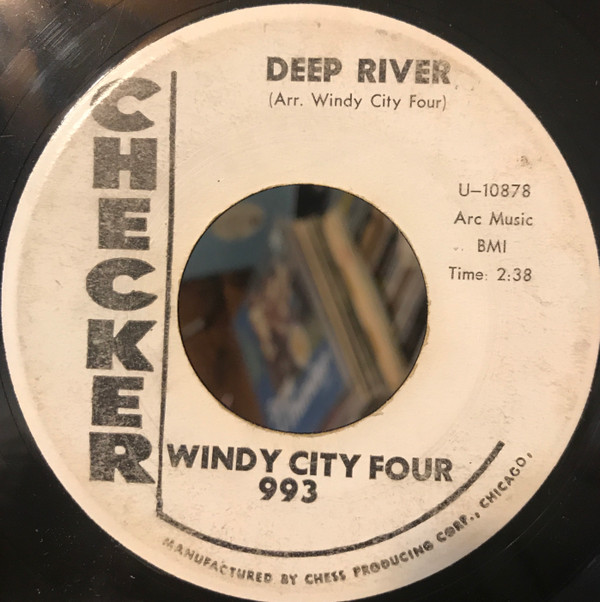 DEEP RIVER
(Arr. Windy City Four)
CHECKER
U-10878
Arc Music
BMI
Time: 2:38
WINDY CITY FOUR
993
MANUFACTURED BY CHESS PRODUCING CORP., CHICAGO,